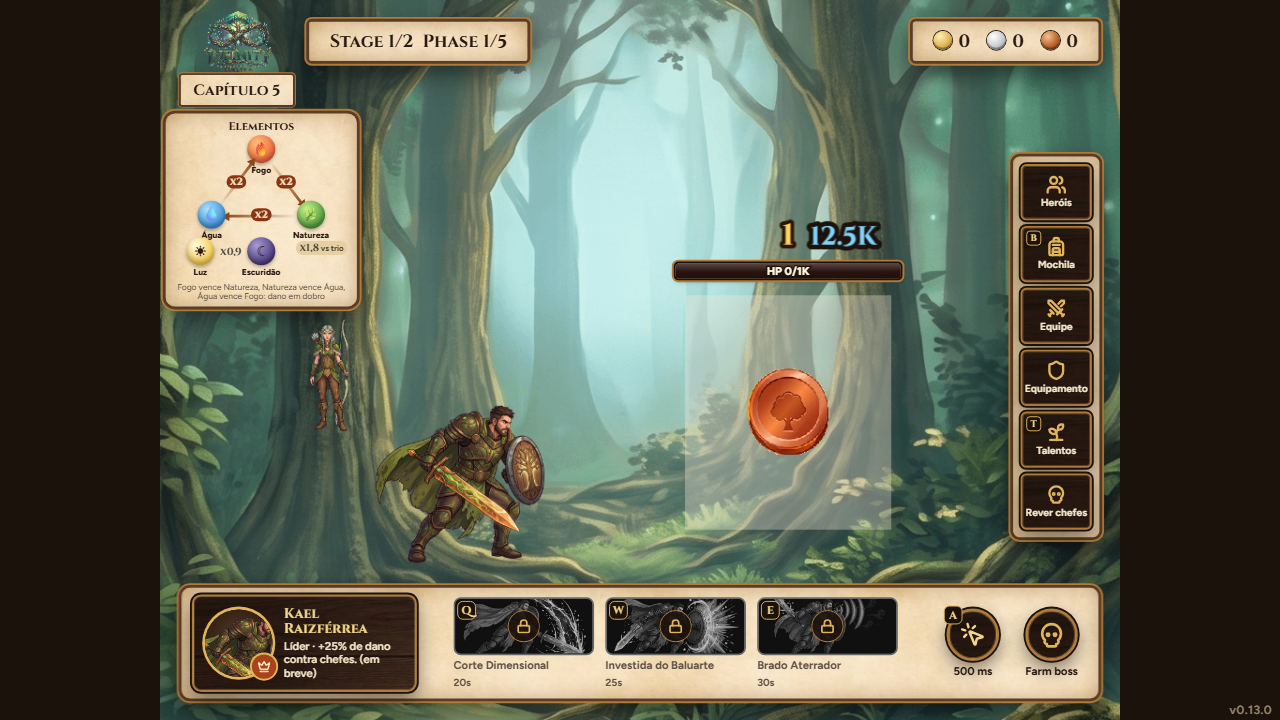 STAGE 1/2 PHASE 1/5
0 0 0
CAPÍTULO 5
ELEMENTOS
Fogo
x2 x2
x2
Água
Natureza
x0,9
x1,8 vs trio
Luz
Escuridão
Fogo vence Natureza, Natureza vence Água,
Água vence Fogo: dano em dobro
1 12.5K
HP 0/1K
Heróis
B
Mochila
Equipe
Equipamento
T
Talentos
Rever chefes
KAEL
RAIZFÉRREA
Líder · +25% de dano
contra chefes. (em
breve)
Q
Corte Dimensional
20s
W
Investida do Baluarte
25s
E
Brado Aterrador
30s
A
500 ms
Farm boss
v0.13.0